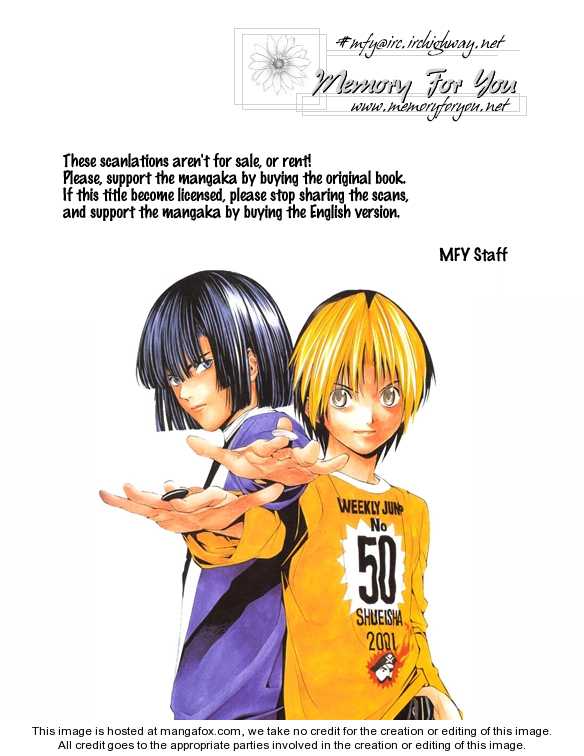 #mfy@irc.irchighway.net
Memory For You
www.memoryforyou.net
These scanlations aren't for sale, or rent!
Please, support the mangaka by buying the original book.
If this title become licensed, please stop sharing the scans,
and support the mangaka by buying the English version.
MFY Staff
WEEKLY JUMP
No
50
SHUEISHA
2001
This image is hosted at mangafox.com, we take no credit for the creation or editing of this image.
All credit goes to the appropriate parties involved in the creation or editing of this image.